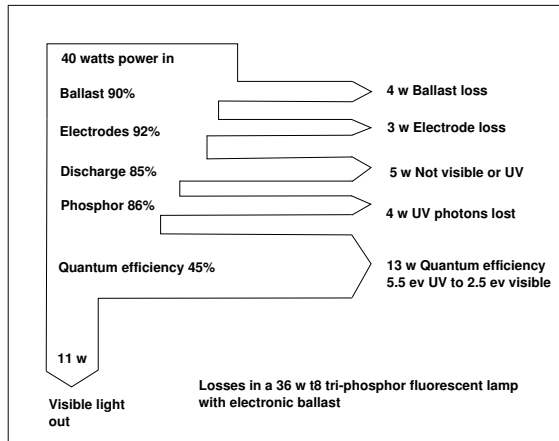 40 watts power in
Ballast 90%
4 w Ballast loss
Electrodes 92%
3 w Electrode loss
Discharge 85%
5 w Not visible or UV
Phosphor 86%
4 w UV photons lost
Quantum efficiency 45%
13 w Quantum efficiency
5.5 ev UV to 2.5 ev visible
11 w
Visible light
out
Losses in a 36 w t8 tri-phosphor fluorescent lamp
with electronic ballast